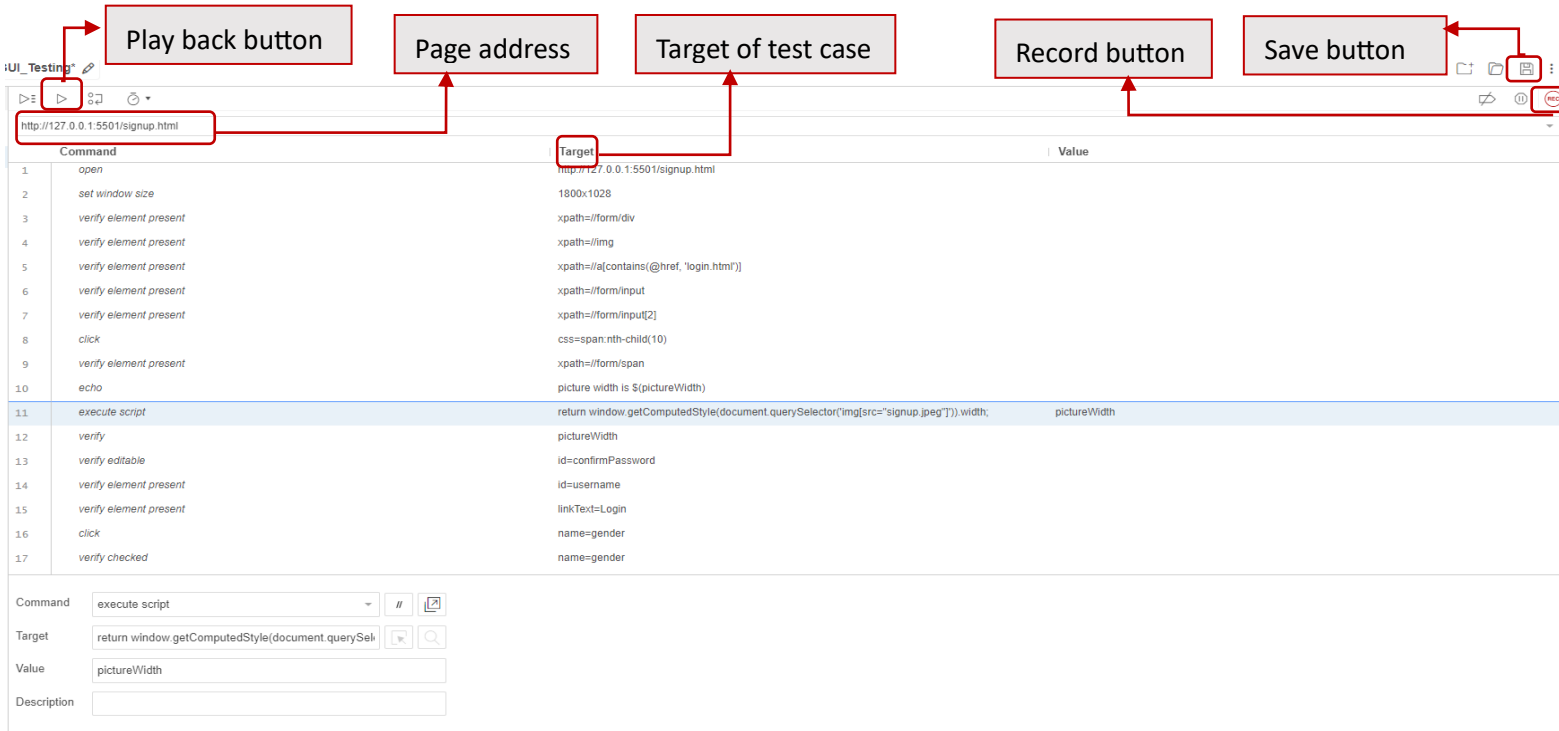 Play back button
Page address
Target of test case
Record button
Save button
UI_Testing*
REC
http://127.0.0.1:5501/signup.html
Command Target Value
1 open http://127.0.0.1:5501/signup.html
2 set window size 1800x1028
3 verify element present xpath=//form/div
4 verify element present xpath=//img
5 verify element present xpath=//a[contains(@href, 'login.html')]
6 verify element present xpath=//form/input
7 verify element present xpath=//form/input[2]
8 click css=span:nth-child(10)
9 verify element present xpath=//form/span
10 echo picture width is $(pictureWidth)
11 execute script return window.getComputedStyle(document.querySelector('img[src="signup.jpeg"]')).width; pictureWidth
12 verify pictureWidth
13 verify editable id=confirmPassword
14 verify element present id=username
15 verify element present linkText=Login
16 click name=gender
17 verify checked name=gender
Command execute script //
Target return window.getComputedStyle(document.querySel
Value pictureWidth
Description